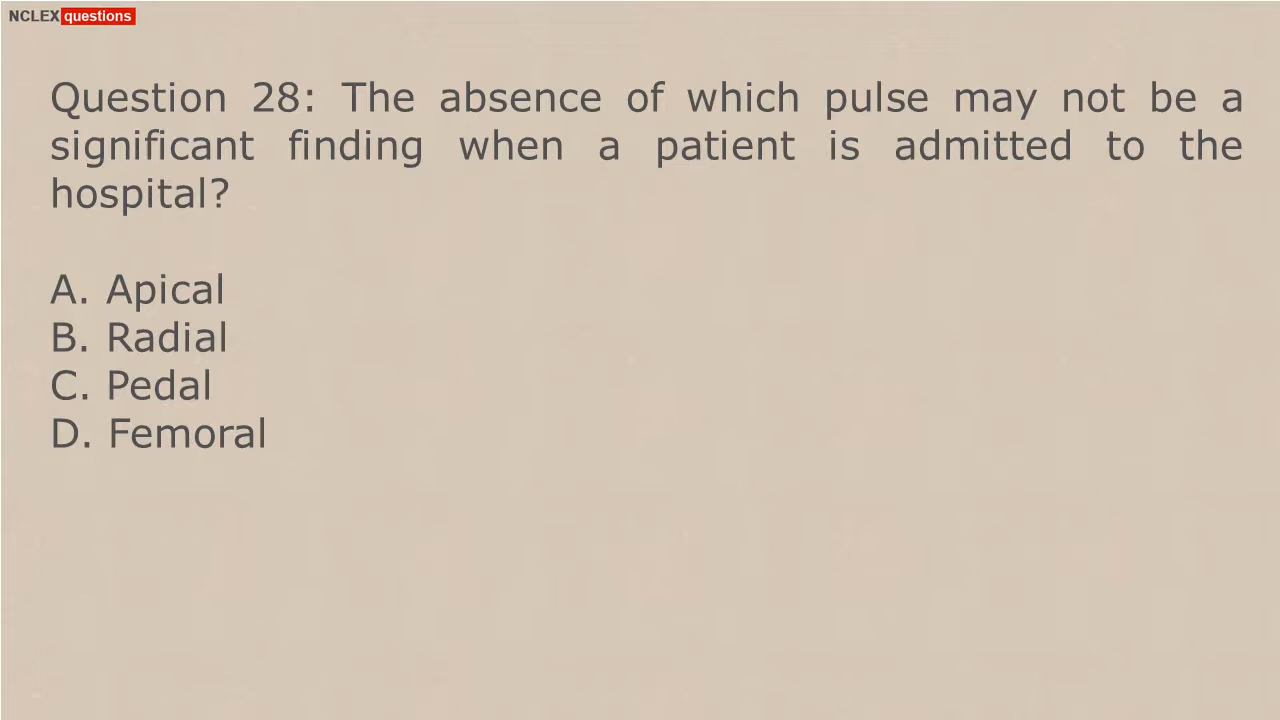 NCLEX questions
Question 28: The absence of which pulse may not be a
significant finding when a patient is admitted to the
hospital?
A. Apical
B. Radial
C. Pedal
D. Femoral